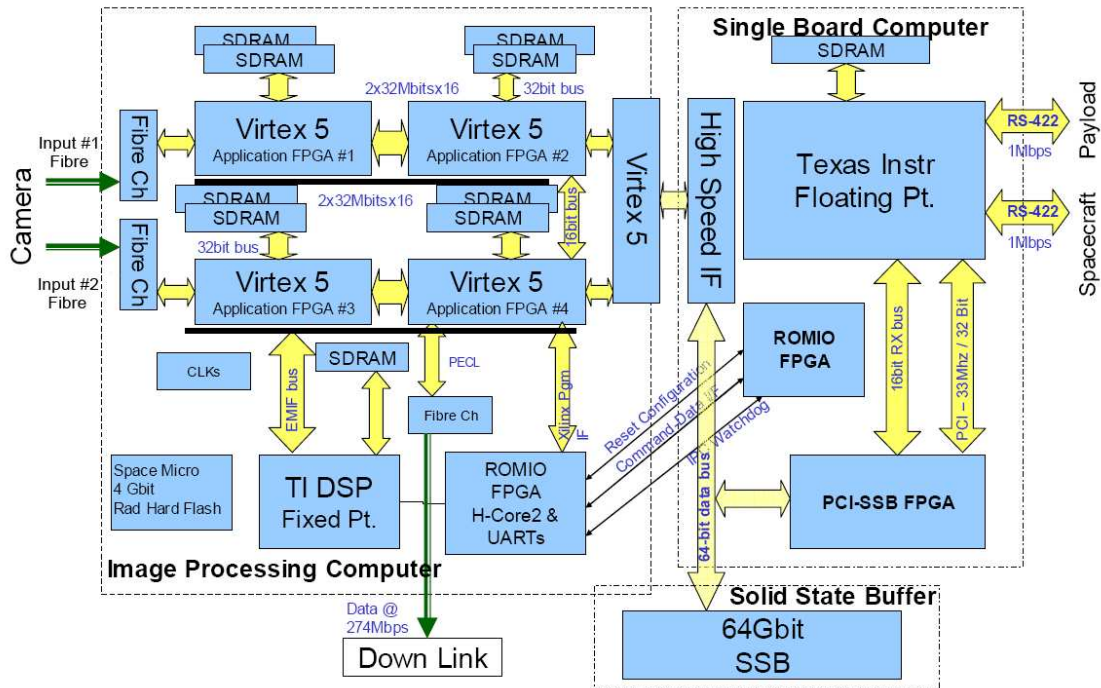 SDRAM
SDRAM
SDRAM
SDRAM
2x32Mbitsx16
32bit bus
Single Board Computer
SDRAM
Camera
Input #1
Fibre
Fibre Ch
Virtex 5
Application FPGA #1
Virtex 5
Application FPGA #2
Virtex 5
High Speed IF
Texas Instr
Floating Pt.
RS-422
1Mbps
Payload
RS-422
1Mbps
Spacecraft
SDRAM
SDRAM
2x32Mbitsx16
SDRAM
SDRAM
16bit bus
32bit bus
Input #2
Fibre
Fibre Ch
Virtex 5
Application FPGA #3
Virtex 5
Application FPGA #4
CLKs
EMIF bus
SDRAM
PECL
Fibre Ch
Xilinx Pgm
IF
ROMIO
FPGA
16bit RX bus
PCI – 33Mhz / 32 Bit
Reset Configuration
Command-Data I/F
Watchdog
Space Micro
4 Gbit
Rad Hard Flash
TI DSP
Fixed Pt.
ROMIO
FPGA
H-Core2 &
UARTs
64-bit data bus
PCI-SSB FPGA
Image Processing Computer
Data @
274Mbps
Down Link
Solid State Buffer
64Gbit
SSB